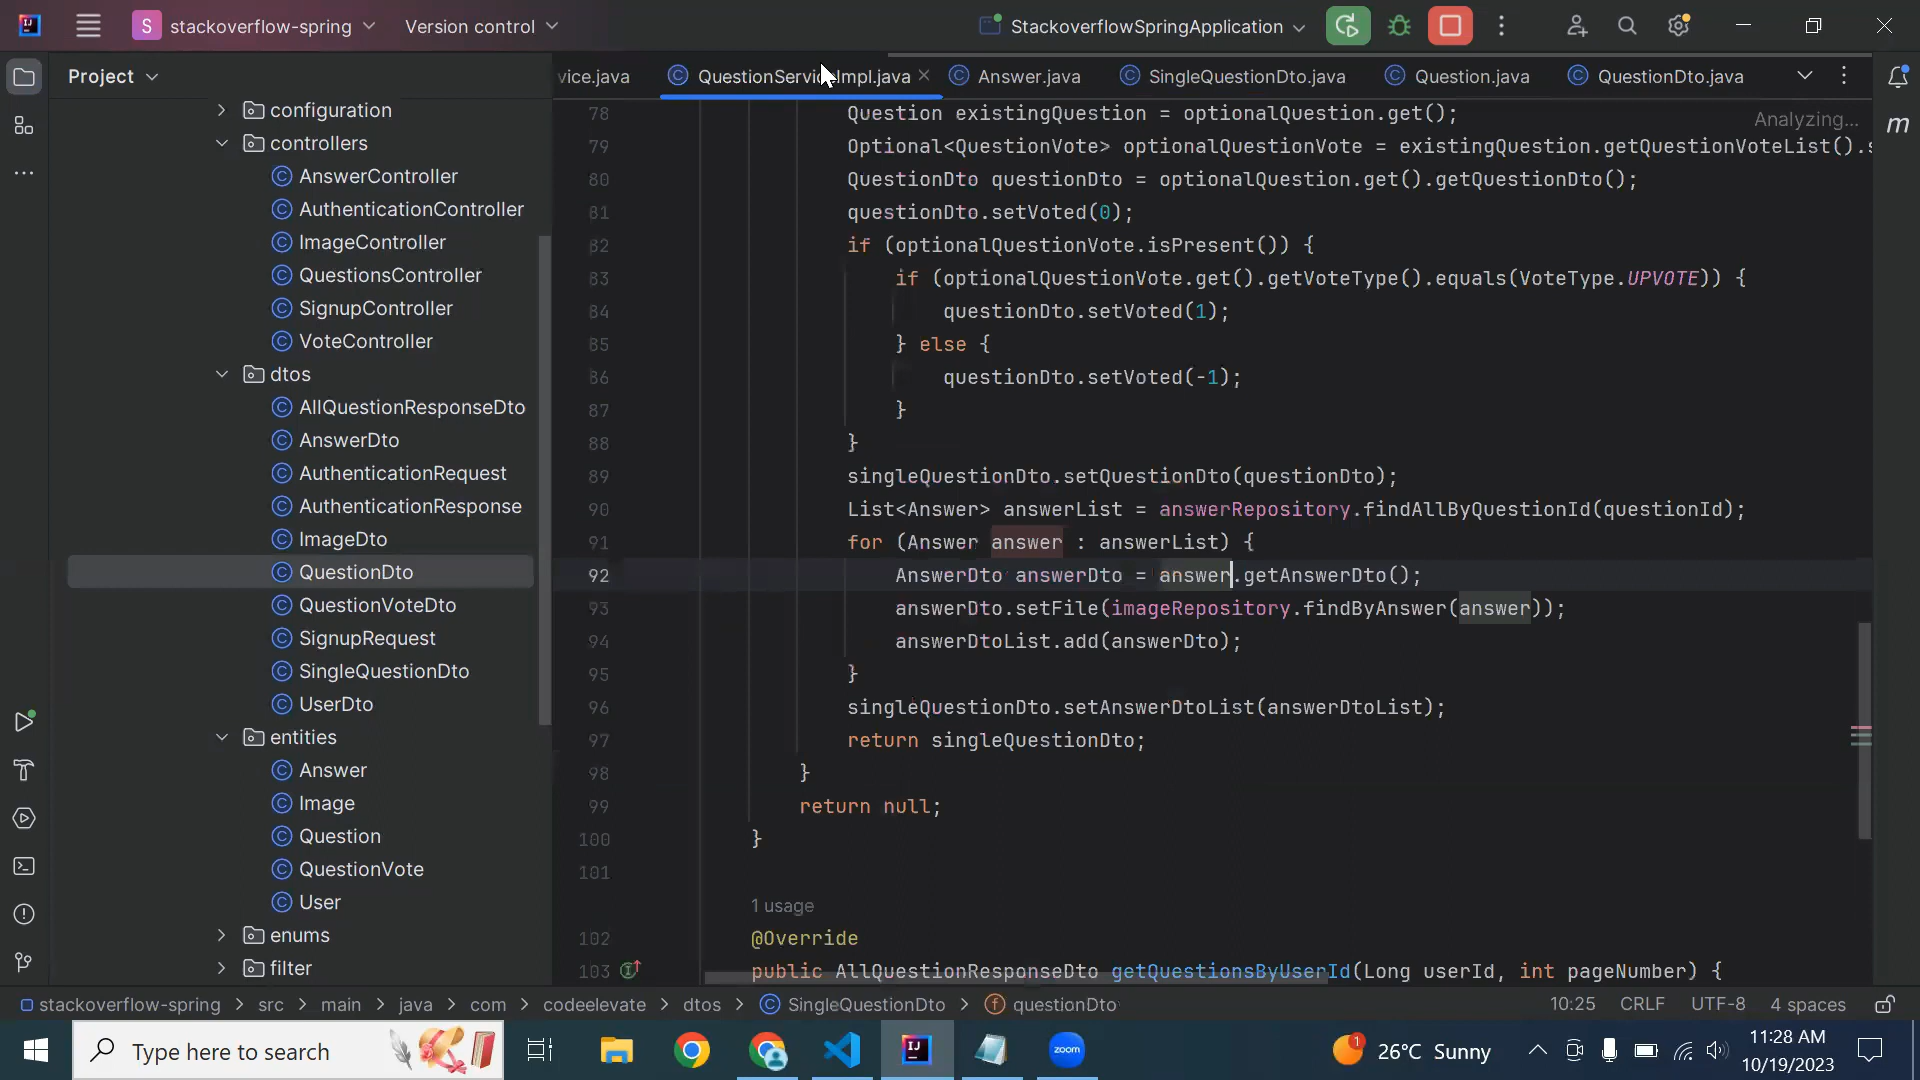 S stackoverflow-spring
Version control
StackoverflowSpringApplication
Project
vice.java
QuestionServiceImpl.java
Answer.java
SingleQuestionDto.java
Question.java
QuestionDto.java
configuration
controllers
AnswerController
AuthenticationController
ImageController
QuestionsController
SignupController
VoteController
dtos
AllQuestionResponseDto
AnswerDto
AuthenticationRequest
AuthenticationResponse
ImageDto
QuestionDto
QuestionVoteDto
SignupRequest
SingleQuestionDto
UserDto
entities
Answer
Image
Question
QuestionVote
User
enums
filter
Analyzing...
78 Question existingQuestion = optionalQuestion.get();
79 Optional<QuestionVote> optionalQuestionVote = existingQuestion.getQuestionVoteList().s
80 QuestionDto questionDto = optionalQuestion.get().getQuestionDto();
81 questionDto.setVoted(0);
82 if (optionalQuestionVote.isPresent()) {
83 if (optionalQuestionVote.get().getVoteType().equals(VoteType.UPVOTE)) {
84 questionDto.setVoted(1);
85 } else {
86 questionDto.setVoted(-1);
87 }
88 }
89 singleQuestionDto.setQuestionDto(questionDto);
90 List<Answer> answerList = answerRepository.findAllByQuestionId(questionId);
91 for (Answer answer : answerList) {
92 AnswerDto answerDto = answer.getAnswerDto();
93 answerDto.setFile(imageRepository.findByAnswer(answer));
94 answerDtoList.add(answerDto);
95 }
96 singleQuestionDto.setAnswerDtoList(answerDtoList);
97 return singleQuestionDto;
98 }
99 return null;
100 }
101
1 usage
102 @Override
103 public AllQuestionResponseDto getQuestionsByUserId(Long userId, int pageNumber) {
m
stackoverflow-spring > src > main > java > com > codeelevate > dtos > SingleQuestionDto > questionDto
10:25 CRLF UTF-8 4 spaces
Type here to search
zoom
1
26°C Sunny
11:28 AM
10/19/2023